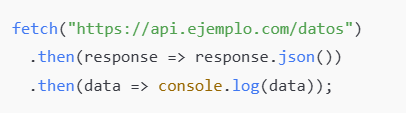 fetch("https://api.ejemplo.com/datos")
  .then(response => response.json())
  .then(data => console.log(data));